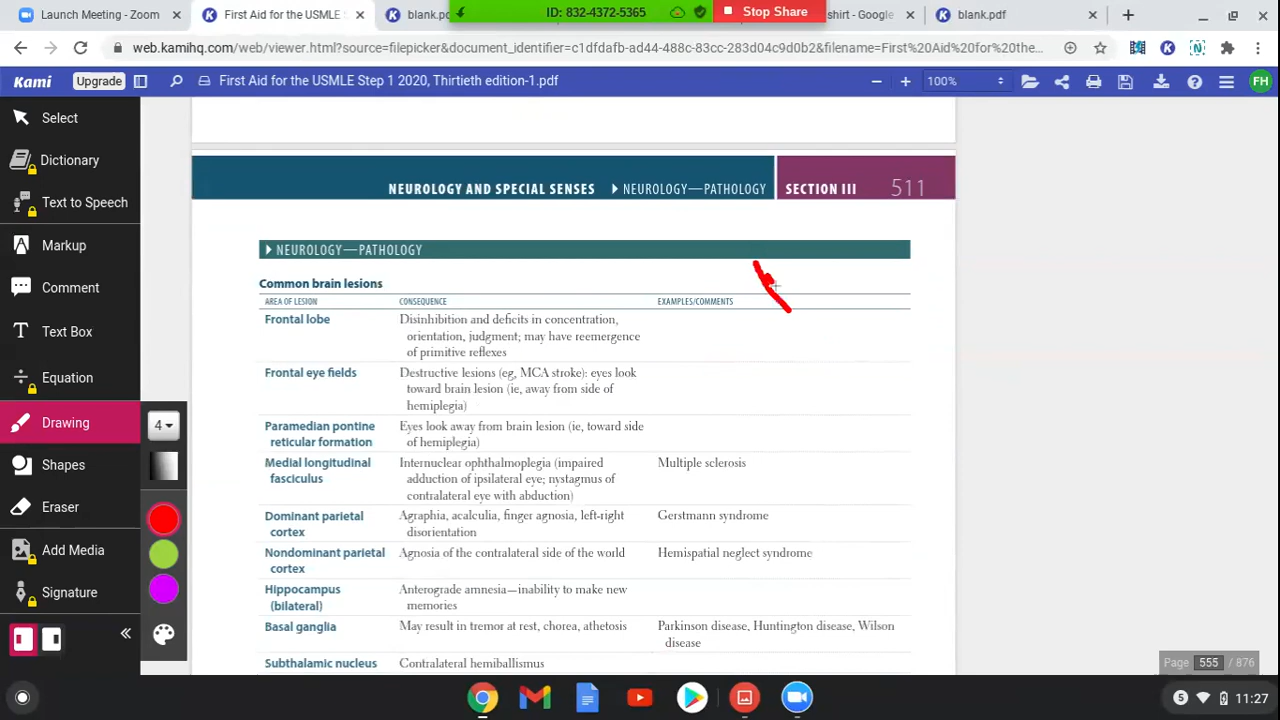 Launch Meeting - Zoom
First Aid for the USMLE Step
blank.po
ID: 832-4372-5365
Stop Share
shirt - Google
blank.pdf
web.kamihq.com/web/viewer.html?source=filepicker&document_identifier=c1dfdafb-ad44-488c-83cc-283d04c9d0b2&filename=First%20Aid%20for%20the...
Kami
Upgrade
First Aid for the USMLE Step 1 2020, Thirtieth edition-1.pdf
100%
FH
Select
Dictionary
Text to Speech
Markup
Comment
Text Box
Equation
Drawing
Shapes
Eraser
Add Media
Signature
4
NEUROLOGY AND SPECIAL SENSES
NEUROLOGY—PATHOLOGY
SECTION III
511
NEUROLOGY—PATHOLOGY
Common brain lesions
AREA OF LESION CONSEQUENCE EXAMPLES/COMMENTS
Frontal lobe
Disinhibition and deficits in concentration,
orientation, judgment; may have reemergence
of primitive reflexes
Frontal eye fields
Destructive lesions (eg, MCA stroke): eyes look
toward brain lesion (ie, away from side of
hemiplegia)
Paramedian pontine
reticular formation
Eyes look away from brain lesion (ie, toward side
of hemiplegia)
Medial longitudinal
fasciculus
Internuclear ophthalmoplegia (impaired
adduction of ipsilateral eye; nystagmus of
contralateral eye with abduction)
Multiple sclerosis
Dominant parietal
cortex
Agraphia, acalculia, finger agnosia, left-right
disorientation
Gerstmann syndrome
Nondominant parietal
cortex
Agnosia of the contralateral side of the world
Hemispatial neglect syndrome
Hippocampus
(bilateral)
Anterograde amnesia—inability to make new
memories
Basal ganglia
May result in tremor at rest, chorea, athetosis
Parkinson disease, Huntington disease, Wilson
disease
Subthalamic nucleus
Contralateral hemiballismus
Page 555 / 876
5
11:27